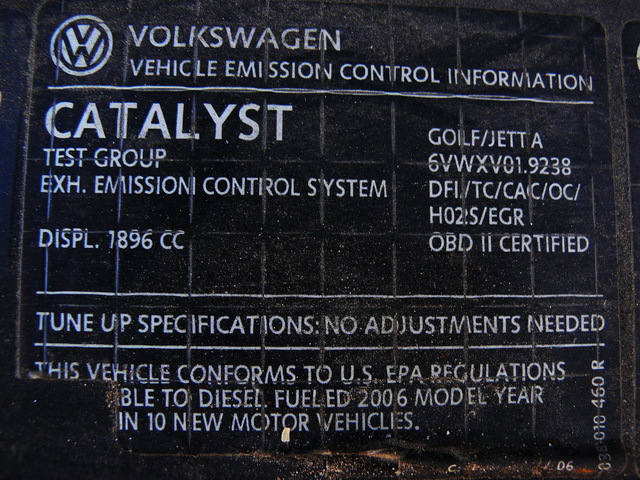 VOLKSWAGEN
VEHICLE EMISSION CONTROL INFORMATION
CATALYST GOLF/JETTA
TEST GROUP 6VWXV01.9238
EXH. EMISSION CONTROL SYSTEM DFI/TC/CAC/OC/
H02S/EGR
DISPL. 1896 CC OBD II CERTIFIED
TUNE UP SPECIFICATIONS: NO ADJUSTMENTS NEEDED
THIS VEHICLE CONFORMS TO U.S. EPA REGULATIONS
BLE TO DIESEL FUELED 2006 MODEL YEAR
IN 10 NEW MOTOR VEHICLES.
06
038 010 460 R